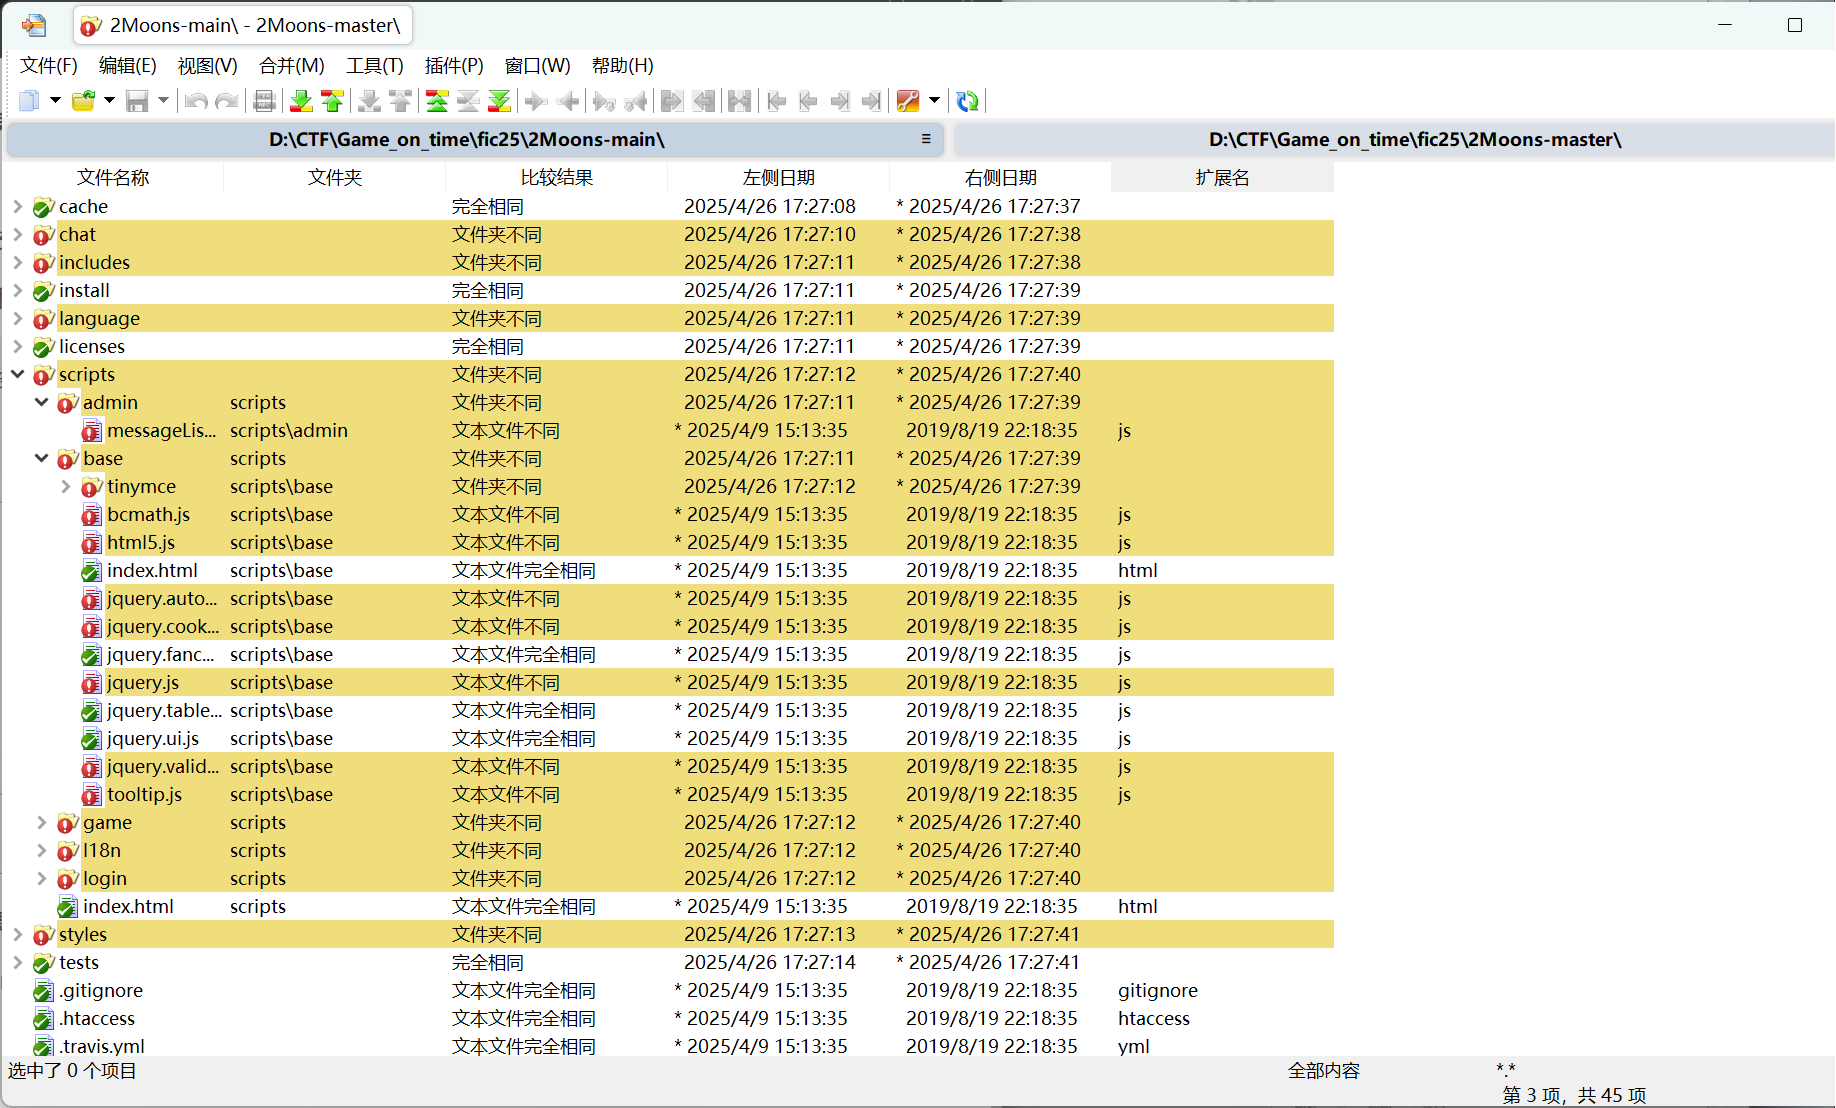 2Moons-main\ - 2Moons-master\
文件(F) 编辑(E) 视图(V) 合并(M) 工具(T) 插件(P) 窗口(W) 帮助(H)
D:\CTF\Game_on_time\fic25\2Moons-main\ D:\CTF\Game_on_time\fic25\2Moons-master\
文件名称 文件夹 比较结果 左侧日期 右侧日期 扩展名
cache 完全相同 2025/4/26 17:27:08 * 2025/4/26 17:27:37
chat 文件夹不同 2025/4/26 17:27:10 * 2025/4/26 17:27:38
includes 文件夹不同 2025/4/26 17:27:11 * 2025/4/26 17:27:38
install 完全相同 2025/4/26 17:27:11 * 2025/4/26 17:27:39
language 文件夹不同 2025/4/26 17:27:11 * 2025/4/26 17:27:39
licenses 完全相同 2025/4/26 17:27:11 * 2025/4/26 17:27:39
scripts 文件夹不同 2025/4/26 17:27:12 * 2025/4/26 17:27:40
admin scripts 文件夹不同 2025/4/26 17:27:11 * 2025/4/26 17:27:39
messageLis... scripts\admin 文本文件不同 * 2025/4/9 15:13:35 2019/8/19 22:18:35 js
base scripts 文件夹不同 2025/4/26 17:27:11 * 2025/4/26 17:27:39
tinymce scripts\base 文件夹不同 2025/4/26 17:27:12 * 2025/4/26 17:27:39
bcmath.js scripts\base 文本文件不同 * 2025/4/9 15:13:35 2019/8/19 22:18:35 js
html5.js scripts\base 文本文件不同 * 2025/4/9 15:13:35 2019/8/19 22:18:35 js
index.html scripts\base 文本文件完全相同 * 2025/4/9 15:13:35 2019/8/19 22:18:35 html
jquery.auto... scripts\base 文本文件不同 * 2025/4/9 15:13:35 2019/8/19 22:18:35 js
jquery.cook... scripts\base 文本文件不同 * 2025/4/9 15:13:35 2019/8/19 22:18:35 js
jquery.fanc... scripts\base 文本文件完全相同 * 2025/4/9 15:13:35 2019/8/19 22:18:35 js
jquery.js scripts\base 文本文件不同 * 2025/4/9 15:13:35 2019/8/19 22:18:35 js
jquery.table... scripts\base 文本文件完全相同 * 2025/4/9 15:13:35 2019/8/19 22:18:35 js
jquery.ui.js scripts\base 文本文件完全相同 * 2025/4/9 15:13:35 2019/8/19 22:18:35 js
jquery.valid... scripts\base 文本文件不同 * 2025/4/9 15:13:35 2019/8/19 22:18:35 js
tooltip.js scripts\base 文本文件不同 * 2025/4/9 15:13:35 2019/8/19 22:18:35 js
game scripts 文件夹不同 2025/4/26 17:27:12 * 2025/4/26 17:27:40
l18n scripts 文件夹不同 2025/4/26 17:27:12 * 2025/4/26 17:27:40
login scripts 文件夹不同 2025/4/26 17:27:12 * 2025/4/26 17:27:40
index.html scripts 文本文件完全相同 * 2025/4/9 15:13:35 2019/8/19 22:18:35 html
styles 文件夹不同 2025/4/26 17:27:13 * 2025/4/26 17:27:41
tests 完全相同 2025/4/26 17:27:14 * 2025/4/26 17:27:41
.gitignore 文本文件完全相同 * 2025/4/9 15:13:35 2019/8/19 22:18:35 gitignore
.htaccess 文本文件完全相同 * 2025/4/9 15:13:35 2019/8/19 22:18:35 htaccess
.travis.yml 文本文件完全相同 * 2025/4/9 15:13:35 2019/8/19 22:18:35 yml
选中了 0 个项目 全部内容 *.*
第 3 项，共 45 项